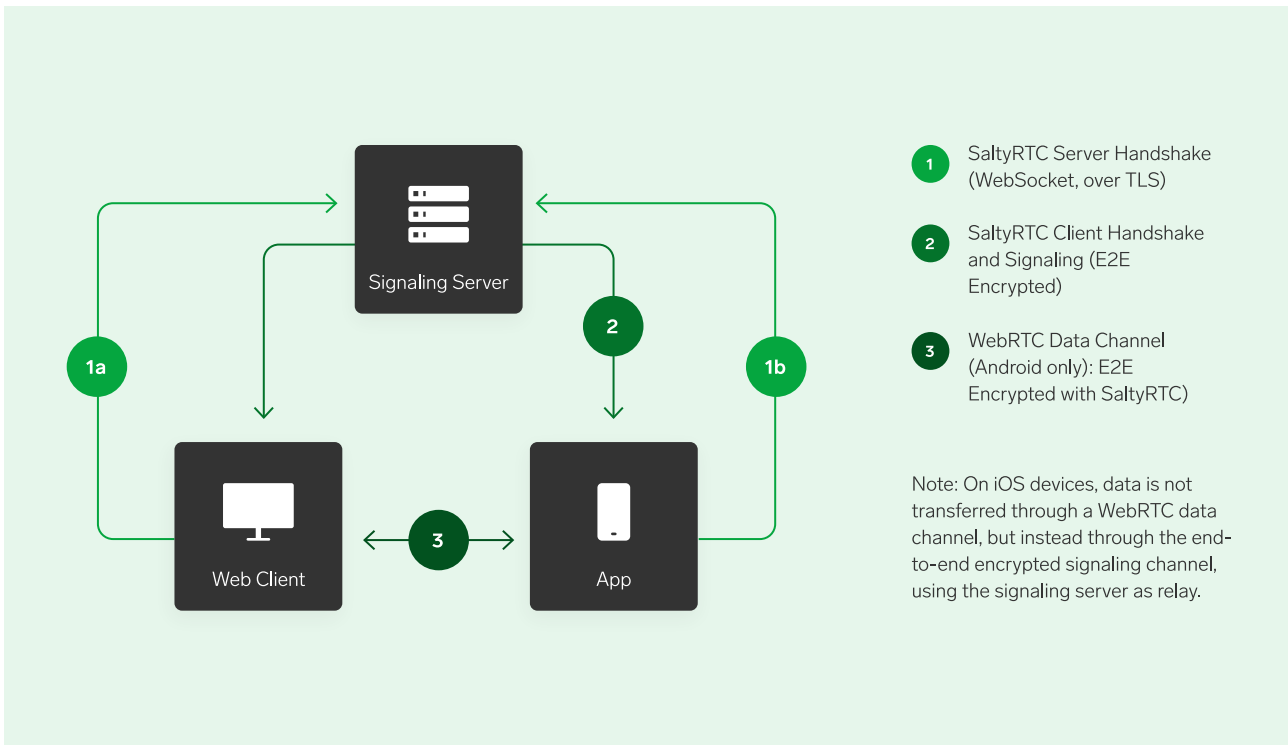 Signaling Server
2
1a
1b
3
Web Client
App
1
SaltyRTC Server Handshake
(WebSocket, over TLS)
2
SaltyRTC Client Handshake
and Signaling (E2E
Encrypted)
3
WebRTC Data Channel
(Android only): E2E
Encrypted with SaltyRTC)
Note: On iOS devices, data is not
transferred through a WebRTC data
channel, but instead through the end-
to-end encrypted signaling channel,
using the signaling server as relay.